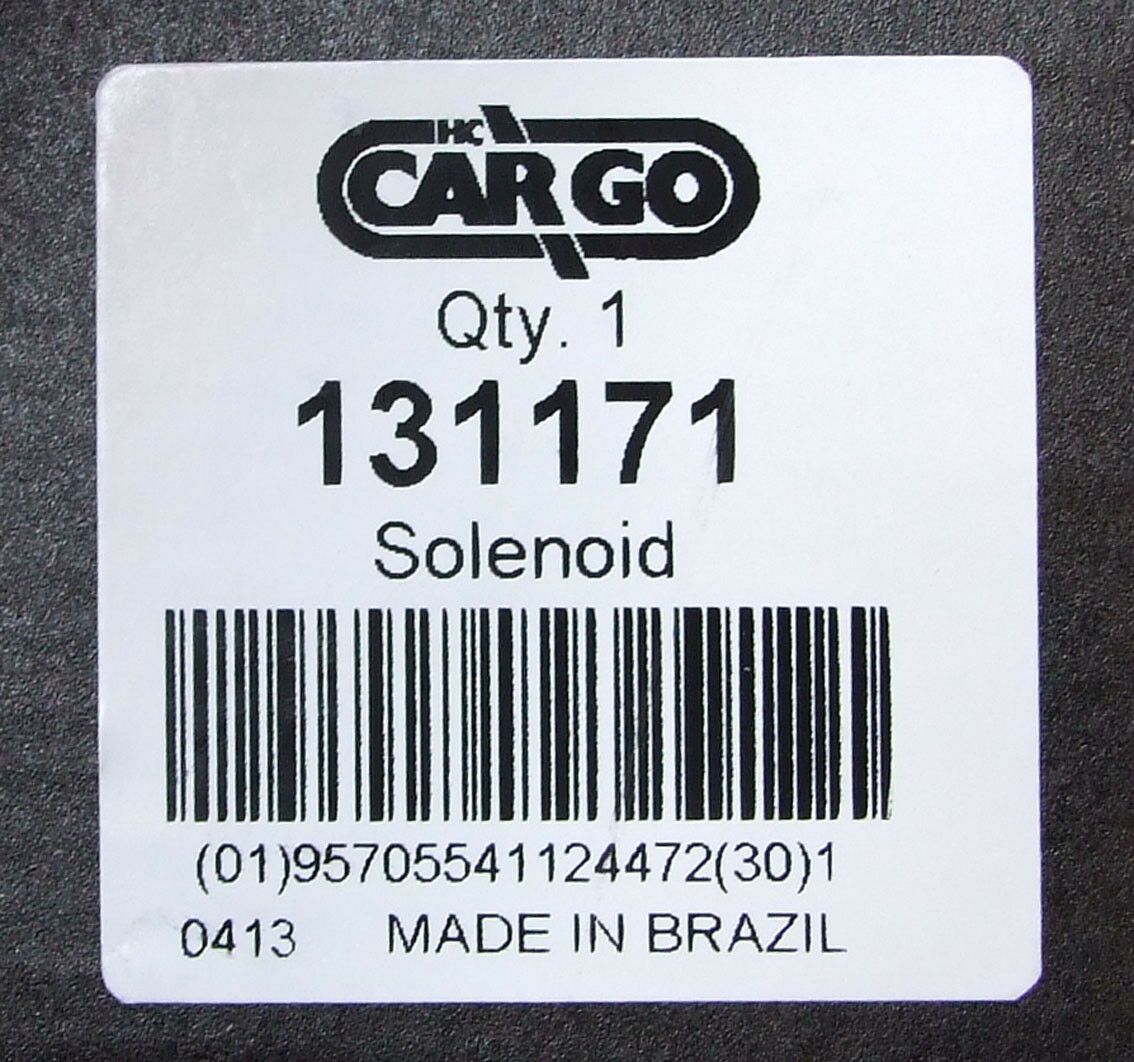 HC
CARGO
Qty. 1
131171
Solenoid
(01)95705541124472(30)1
0413 MADE IN BRAZIL